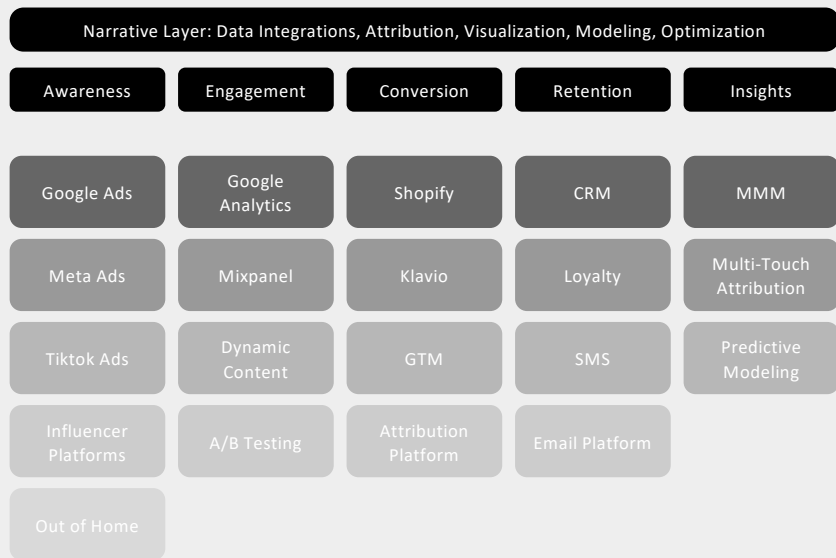 Narrative Layer: Data Integrations, Attribution, Visualization, Modeling, Optimization
Awareness
Engagement
Conversion
Retention
Insights
Google Ads
Google
Analytics
Shopify
CRM
MMM
Meta Ads
Mixpanel
Klavio
Loyalty
Multi-Touch
Attribution
Tiktok Ads
Dynamic
Content
GTM
SMS
Predictive
Modeling
Influencer
Platforms
A/B Testing
Attribution
Platform
Email Platform
Out of Home